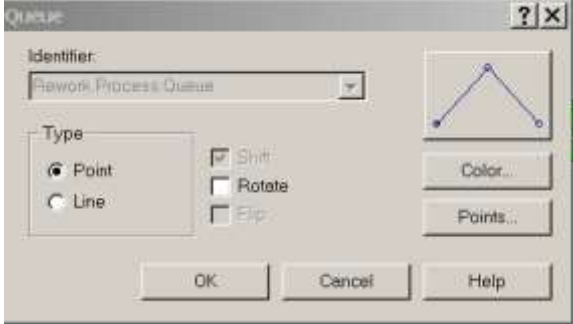 Queue
Identifier:
Rework Process Queue
Type
Point
Line
Shift
Rotate
Flip
Color...
Points...
OK
Cancel
Help